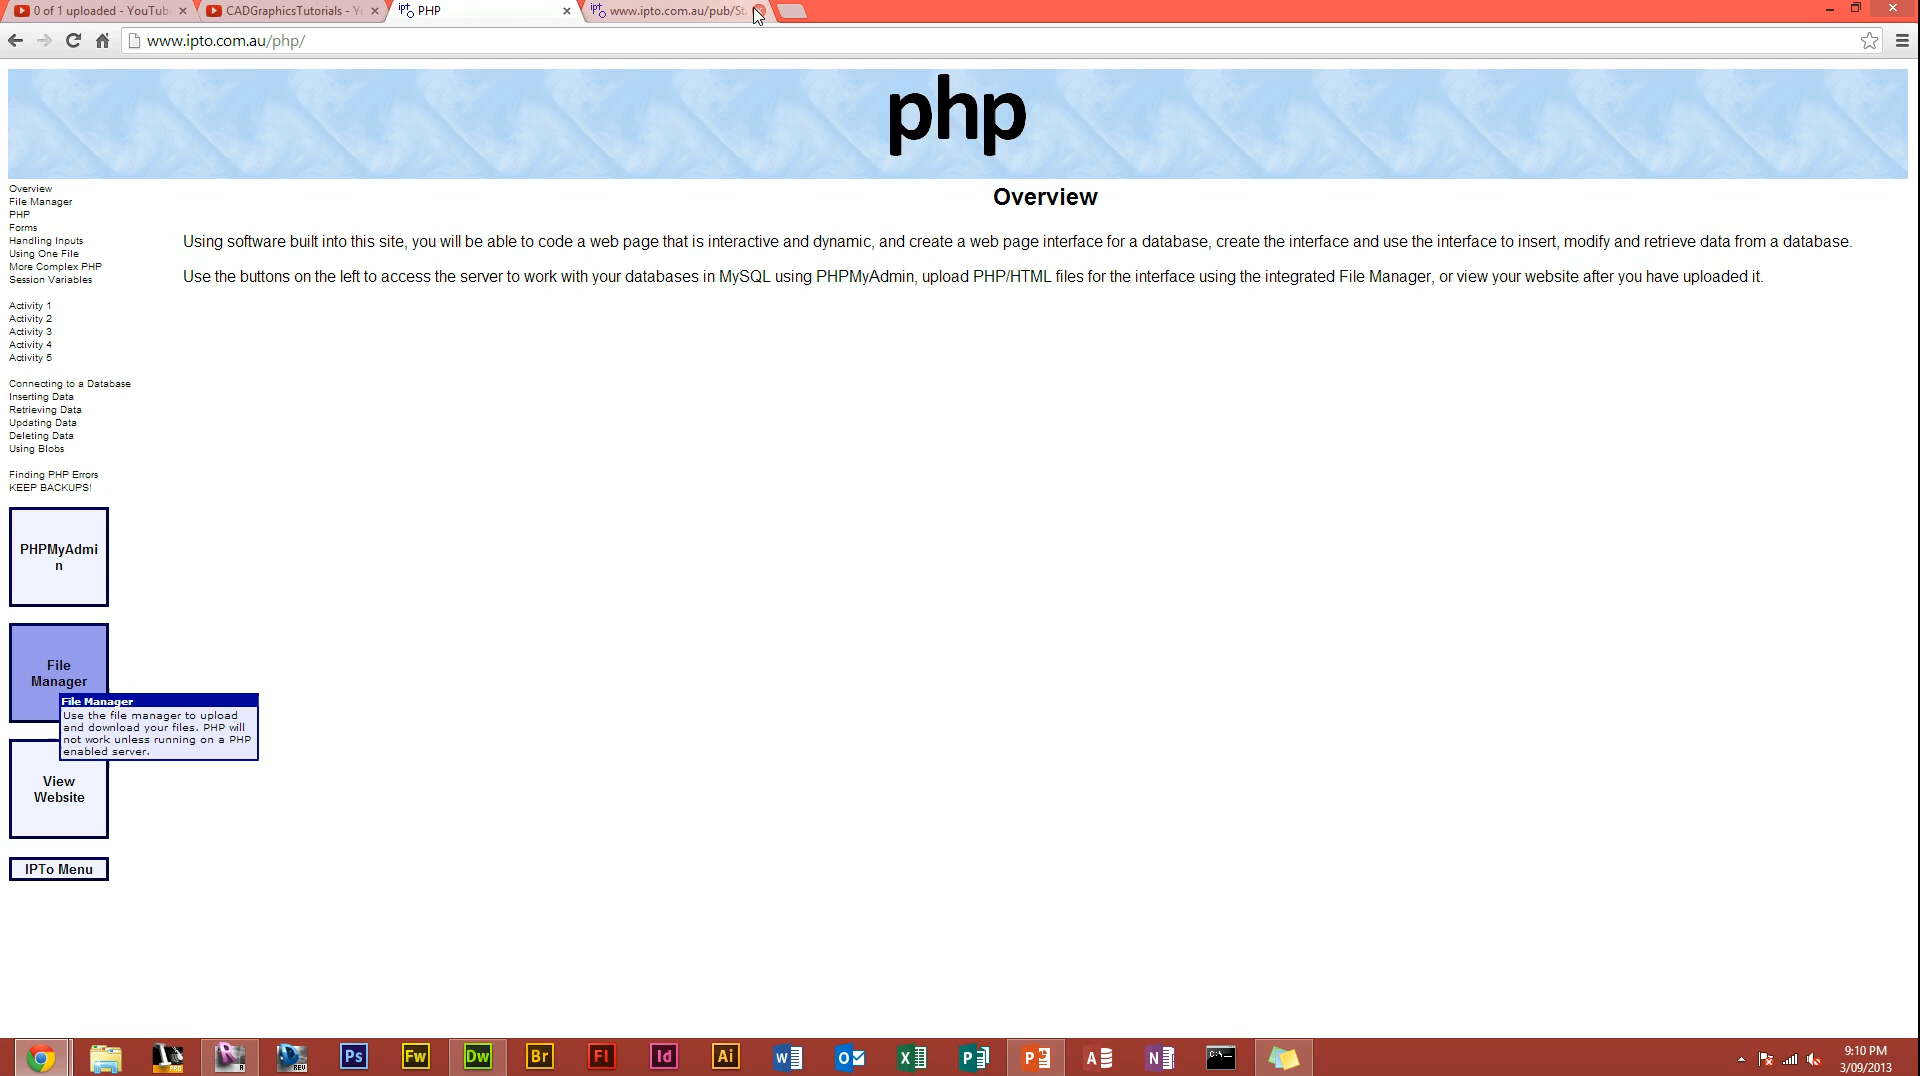 0 of 1 uploaded - YouTub
CADGraphicsTutorials - Yo
PHP
www.ipto.com.au/pub/St
www.ipto.com.au/php/
php
Overview
File Manager
PHP
Forms
Handling Inputs
Using One File
More Complex PHP
Session Variables
Activity 1
Activity 2
Activity 3
Activity 4
Activity 5
Connecting to a Database
Inserting Data
Retrieving Data
Updating Data
Deleting Data
Using Blobs
Finding PHP Errors
KEEP BACKUPS!
PHPMyAdmi
n
File
Manager
File Manager
Use the file manager to upload
and download your files. PHP will
not work unless running on a PHP
enabled server.
View
Website
IPTo Menu
Overview
Using software built into this site, you will be able to code a web page that is interactive and dynamic, and create a web page interface for a database, create the interface and use the interface to insert, modify and retrieve data from a database.
Use the buttons on the left to access the server to work with your databases in MySQL using PHPMyAdmin, upload PHP/HTML files for the interface using the integrated File Manager, or view your website after you have uploaded it.
Ps
Fw
Dw
Br
Fl
Id
Ai
9:10 PM
3/09/2013